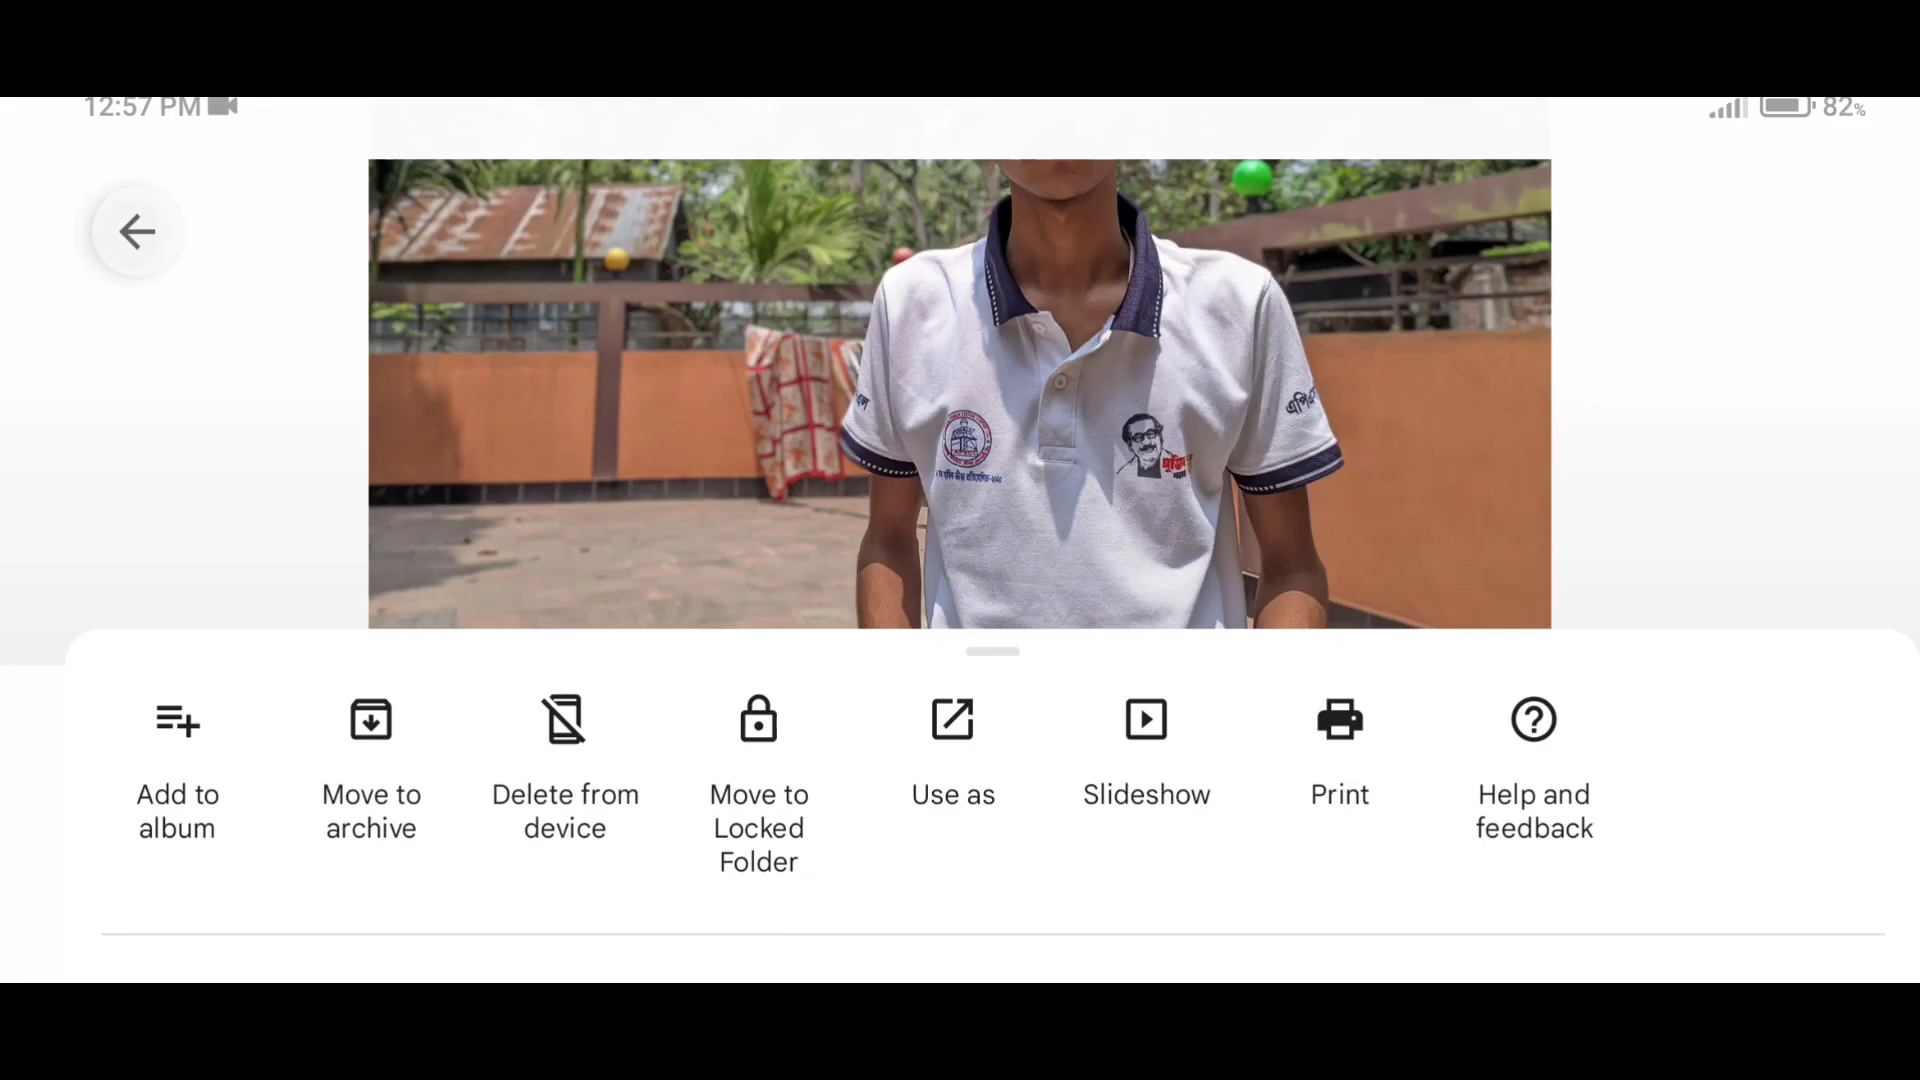 12:57 PM
82%
এপি
মুজিব
Add to album
Move to archive
Delete from device
Move to Locked Folder
Use as
Slideshow
Print
Help and feedback